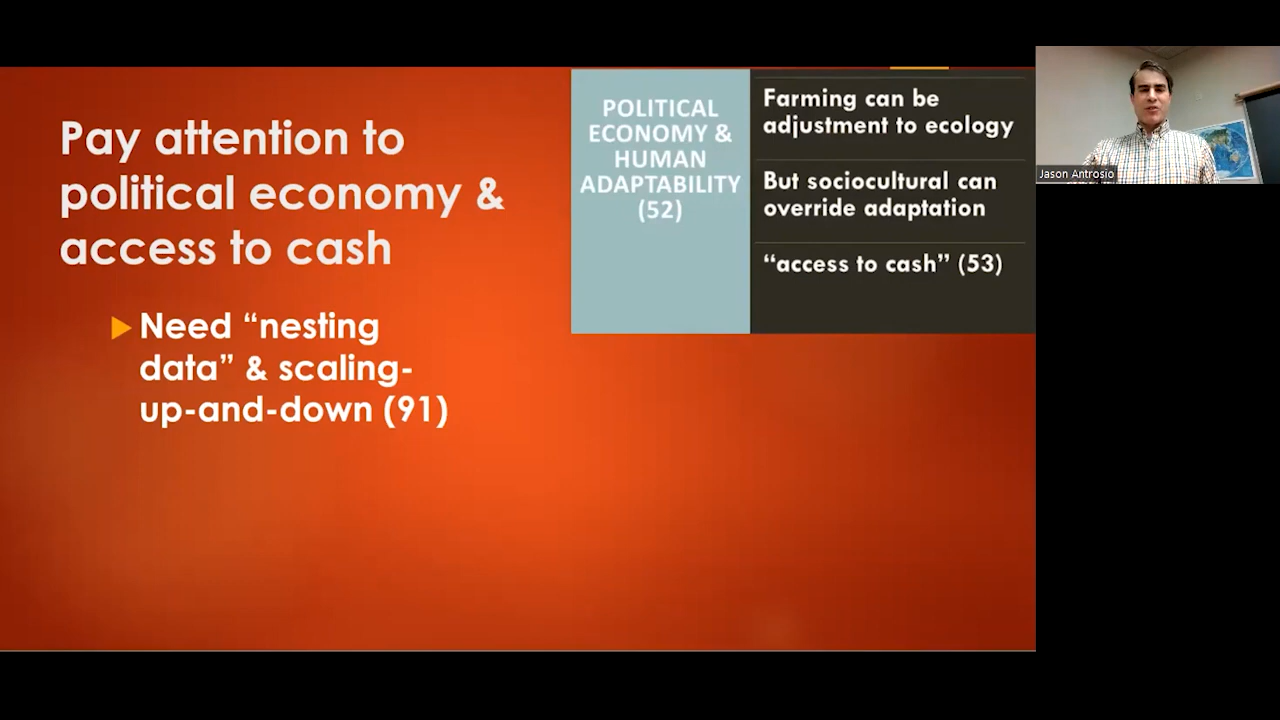 Pay attention to
political economy &
access to cash
Need “nesting
data” & scaling-
up-and-down (91)
POLITICAL
ECONOMY &
HUMAN
ADAPTABILITY
(52)
Farming can be
adjustment to ecology
But sociocultural can
override adaptation
“access to cash” (53)
Jason Antrosio